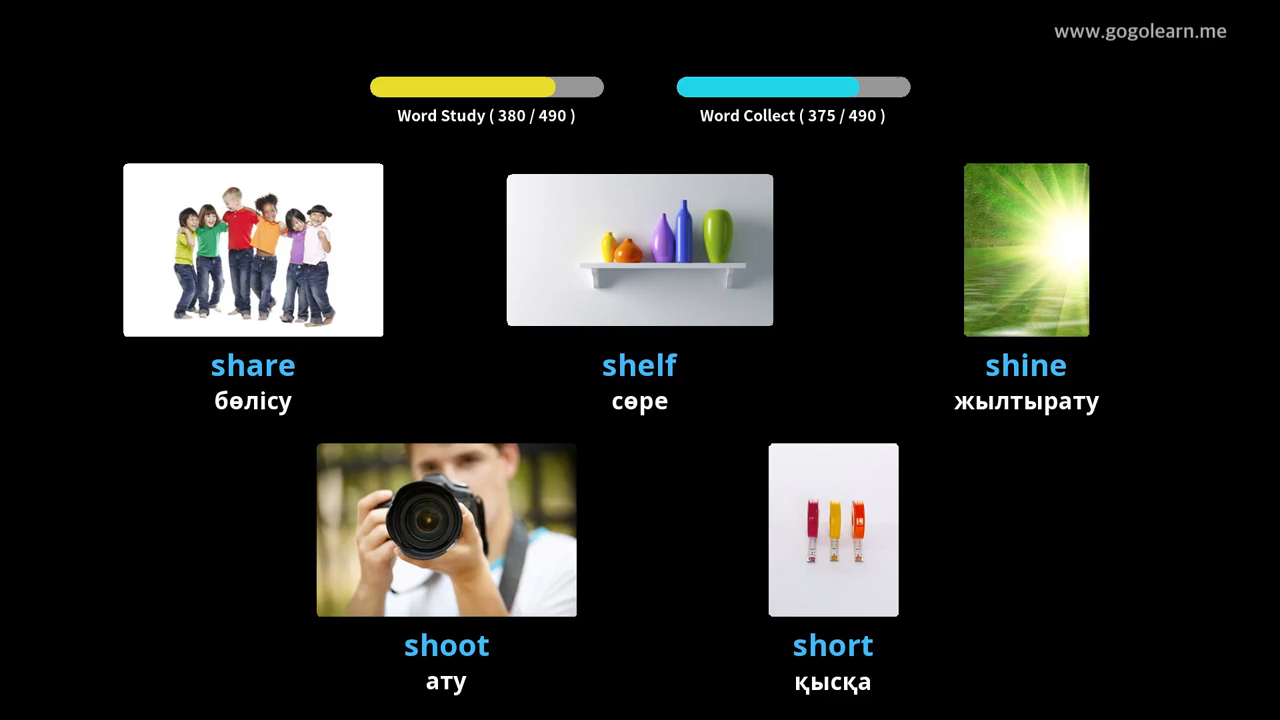 www.gogolearn.me
Word Study ( 380 / 490 )
Word Collect ( 375 / 490 )
share
бөлісу
shelf
сөре
shine
жылтырату
shoot
ату
short
қысқа